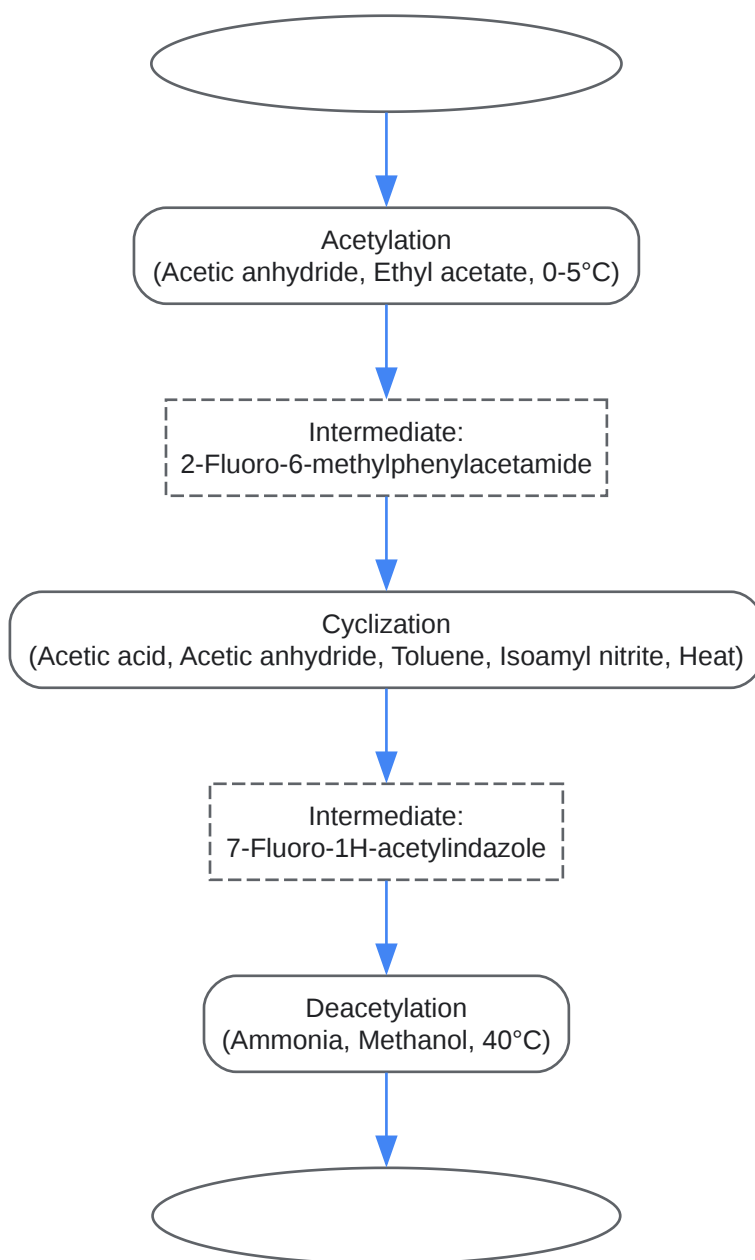 Acetylation
(Acetic anhydride, Ethyl acetate, 0-5°C)
Intermediate:
2-Fluoro-6-methylphenylacetamide
Cyclization
(Acetic acid, Acetic anhydride, Toluene, Isoamyl nitrite, Heat)
Intermediate:
7-Fluoro-1H-acetylindazole
Deacetylation
(Ammonia, Methanol, 40°C)